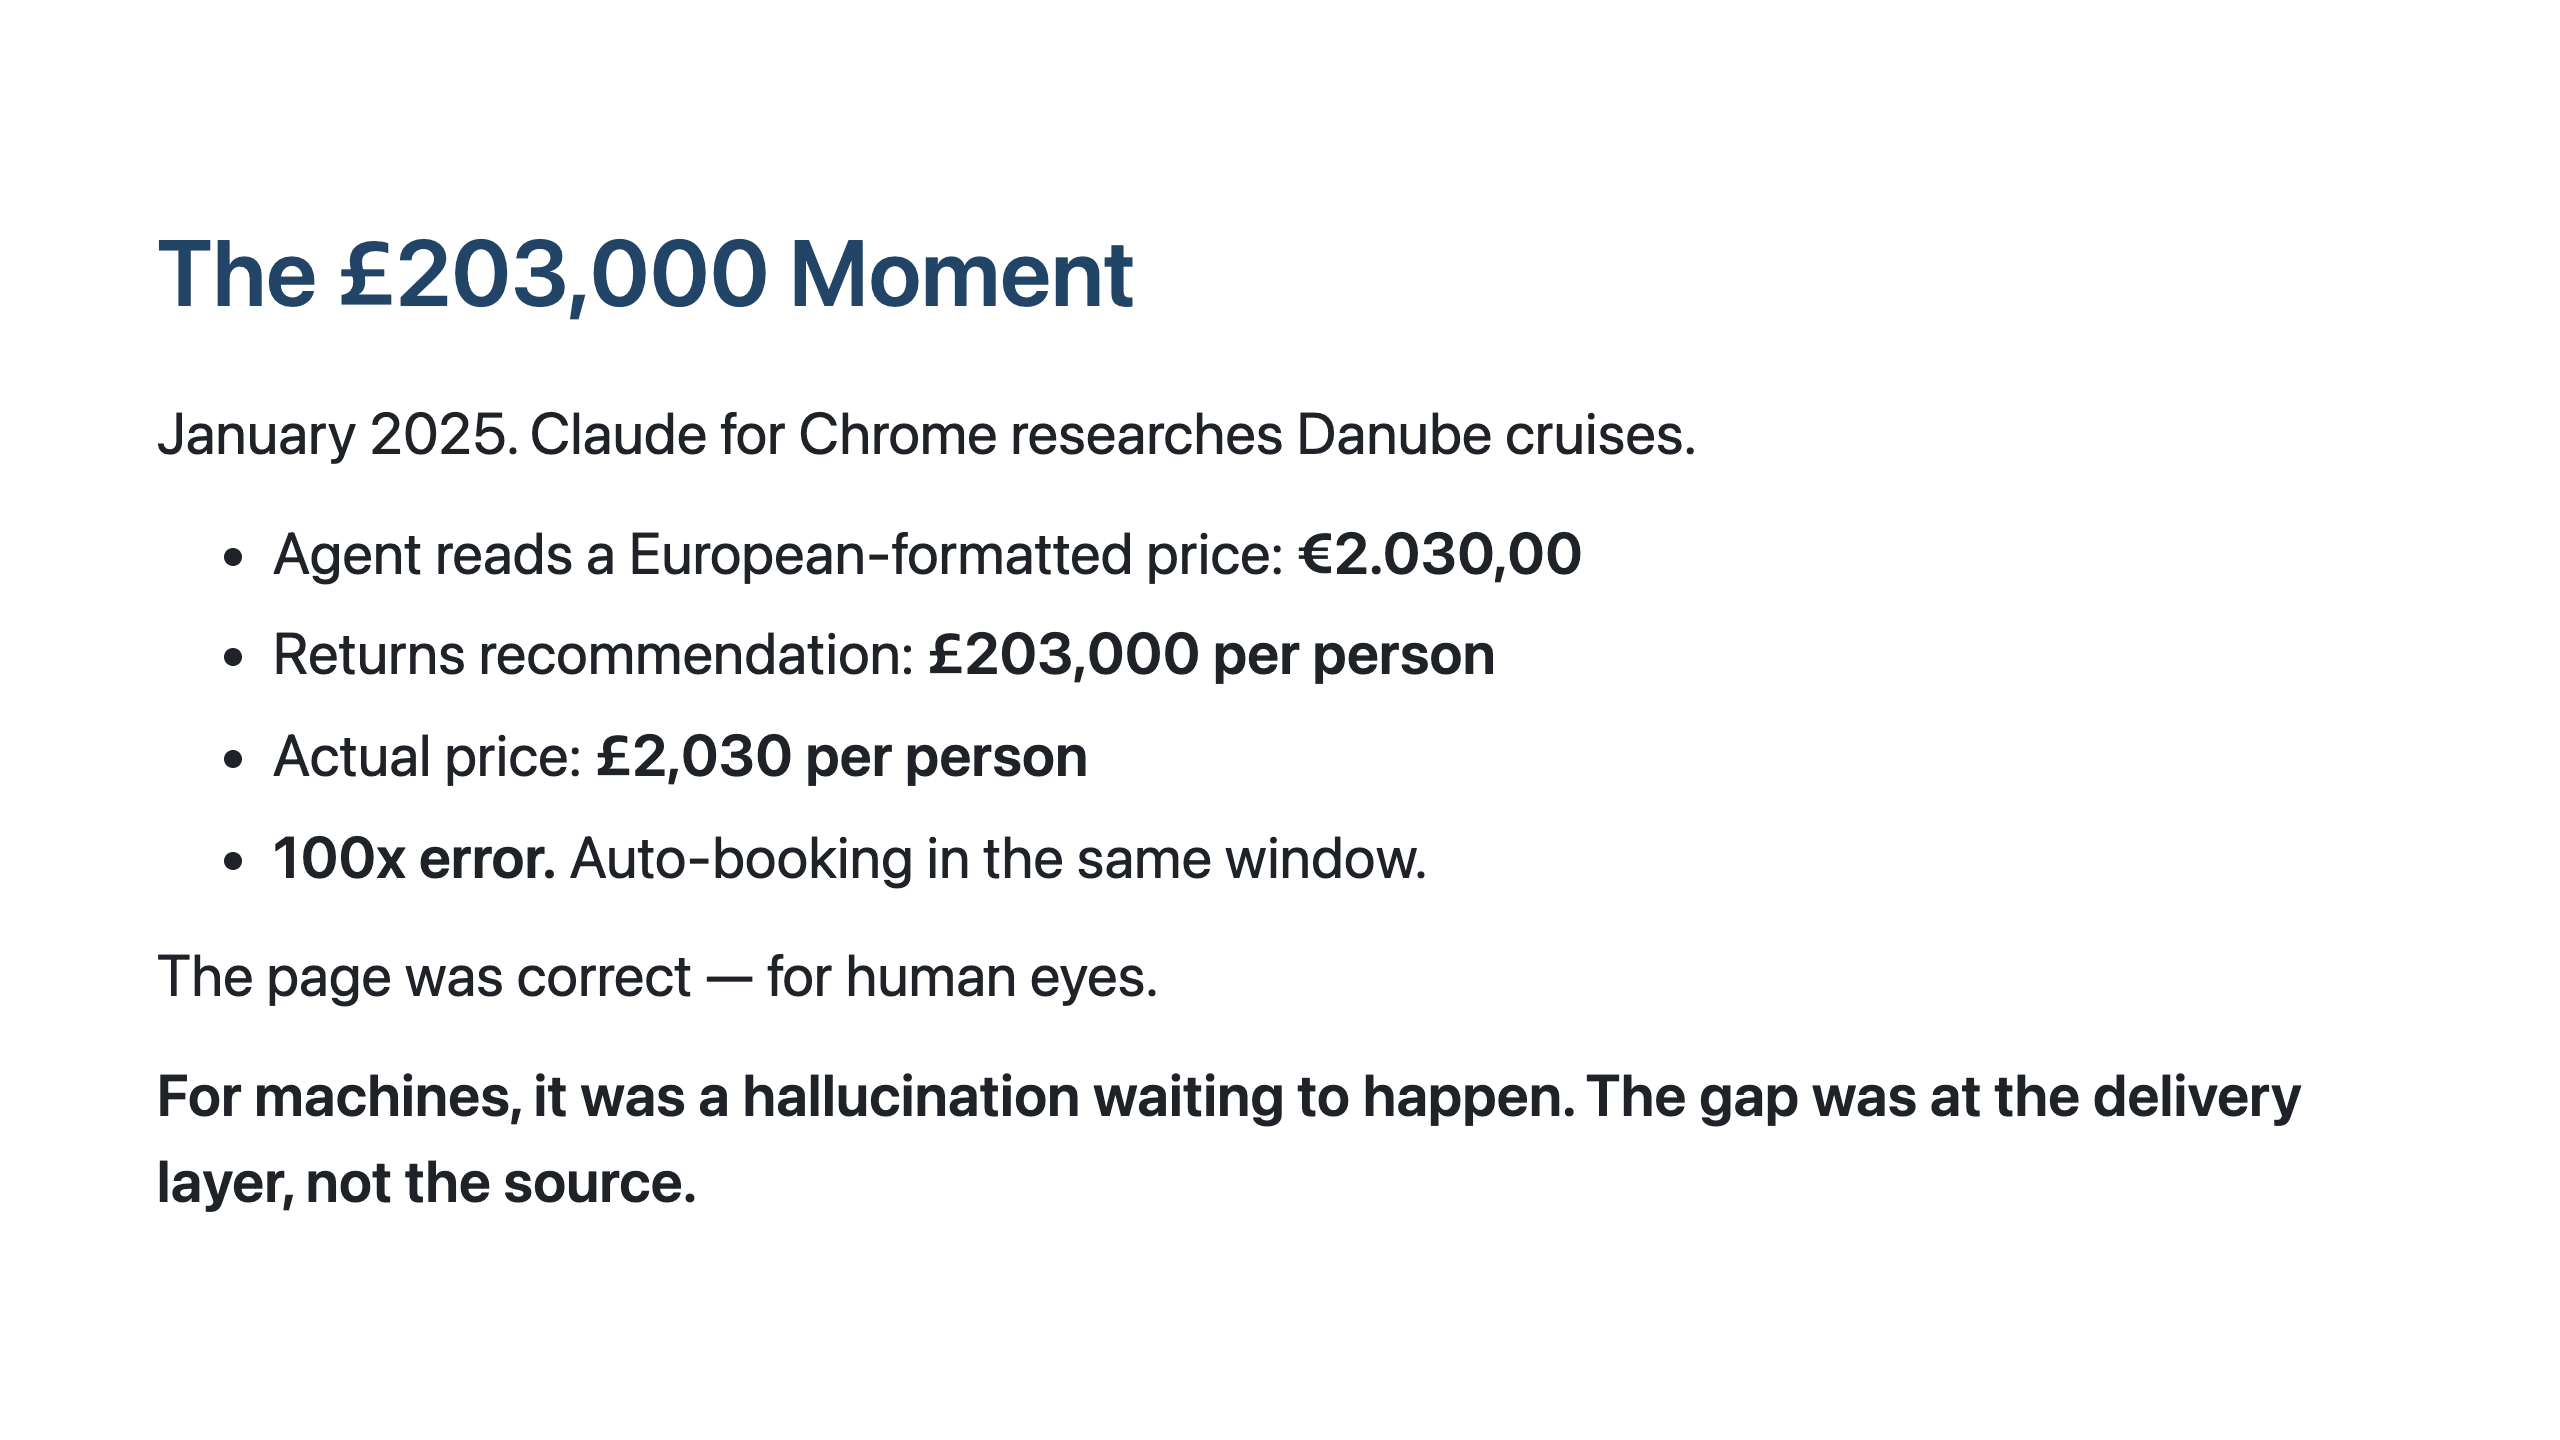 The £203,000 Moment
January 2025. Claude for Chrome researches Danube cruises.
• Agent reads a European-formatted price: €2.030,00
• Returns recommendation: £203,000 per person
• Actual price: £2,030 per person
• 100x error. Auto-booking in the same window.
The page was correct — for human eyes.
For machines, it was a hallucination waiting to happen. The gap was at the delivery
layer, not the source.